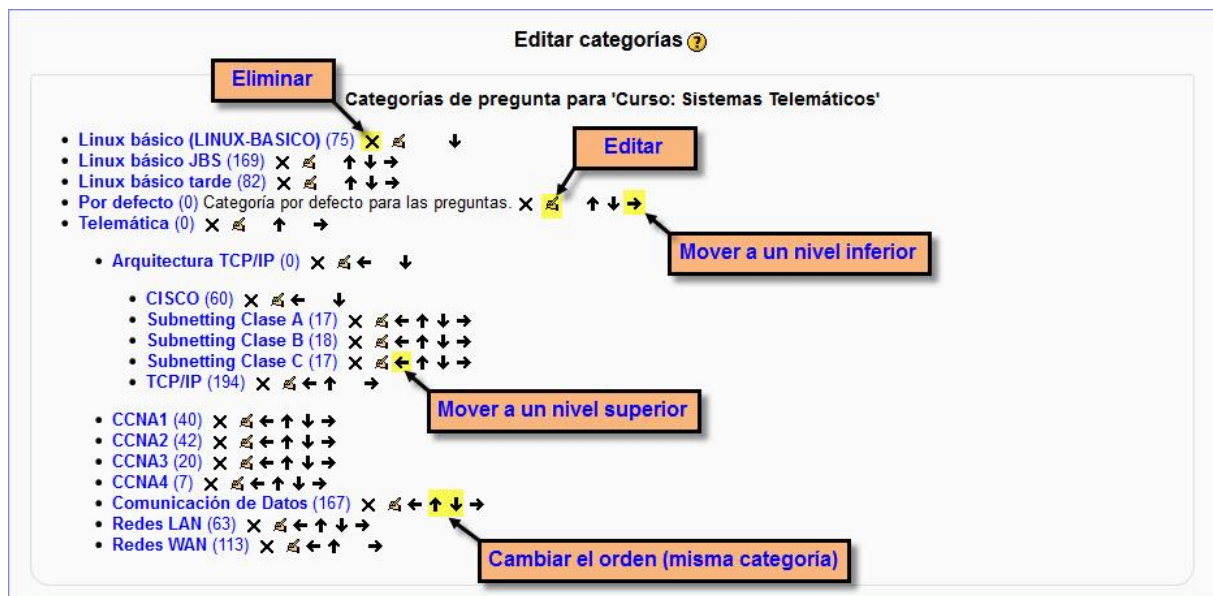 Editar categorías ?
Eliminar
Categorías de pregunta para 'Curso: Sistemas Telemáticos'
Linux básico (LINUX-BASICO) (75)
Editar
Linux básico JBS (169)
Linux básico tarde (82)
Por defecto (0) Categoría por defecto para las preguntas.
Telemática (0)
Mover a un nivel inferior
Arquitectura TCP/IP (0)
CISCO (60)
Subnetting Clase A (17)
Subnetting Clase B (18)
Subnetting Clase C (17)
TCP/IP (194)
Mover a un nivel superior
CCNA1 (40)
CCNA2 (42)
CCNA3 (20)
CCNA4 (7)
Comunicación de Datos (167)
Redes LAN (63)
Redes WAN (113)
Cambiar el orden (misma categoría)